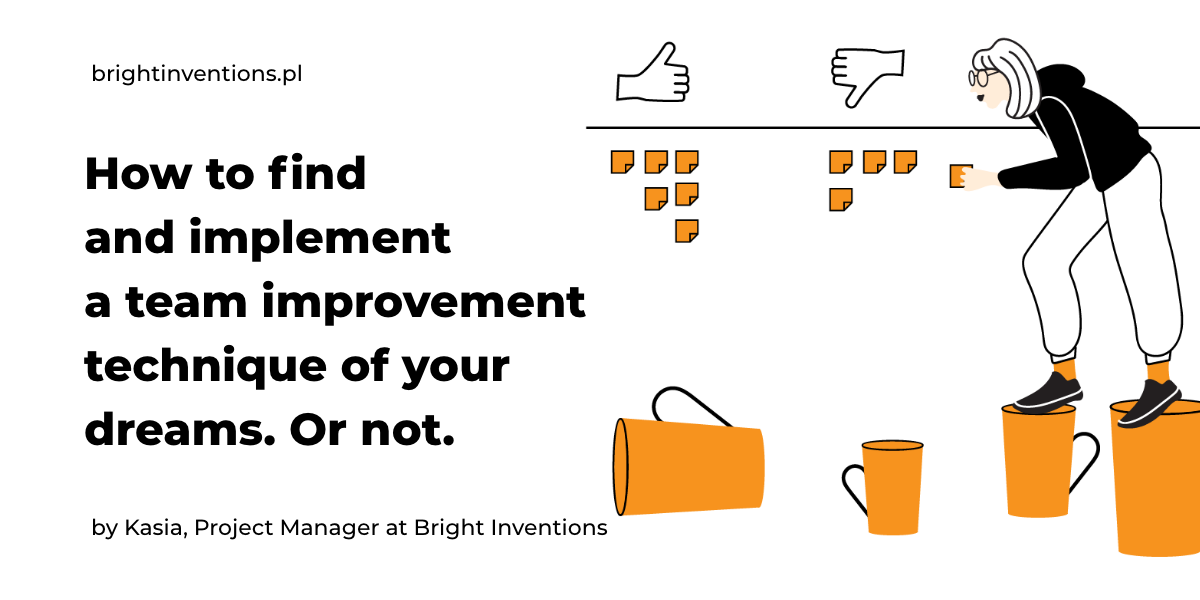 brightinventions.pl
How to find
and implement
a team improvement
technique of your
dreams. Or not.
by Kasia, Project Manager at Bright Inventions